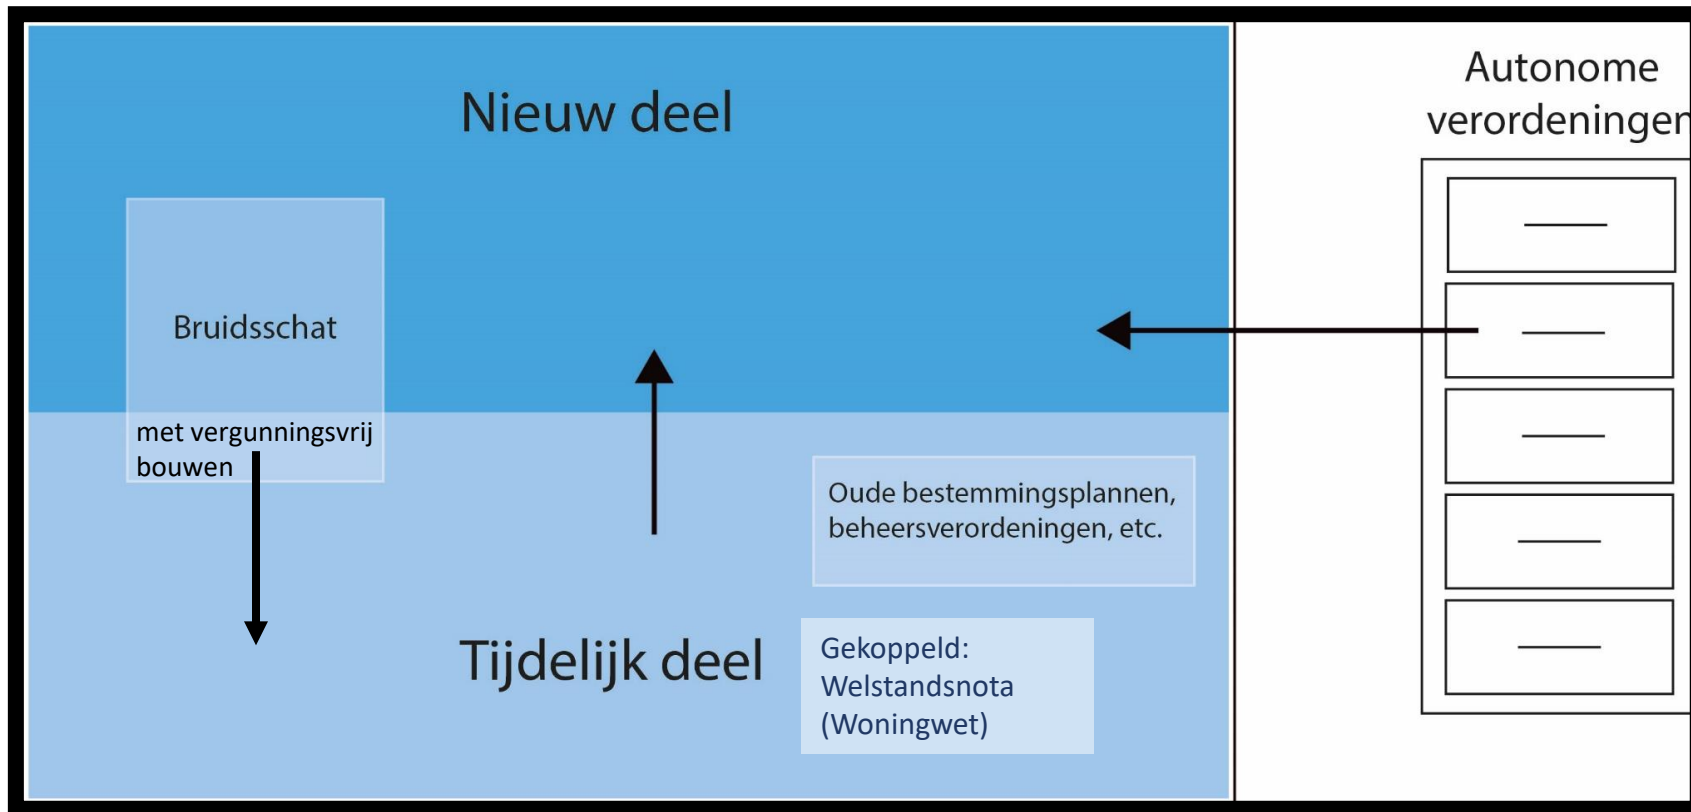 Nieuw deel
Autonome
verordeningen
Bruidsschat
met vergunningsvrij
bouwen
Oude bestemmingsplannen,
beheersverordeningen, etc.
Tijdelijk deel
Gekoppeld:
Welstandsnota
(Woningwet)